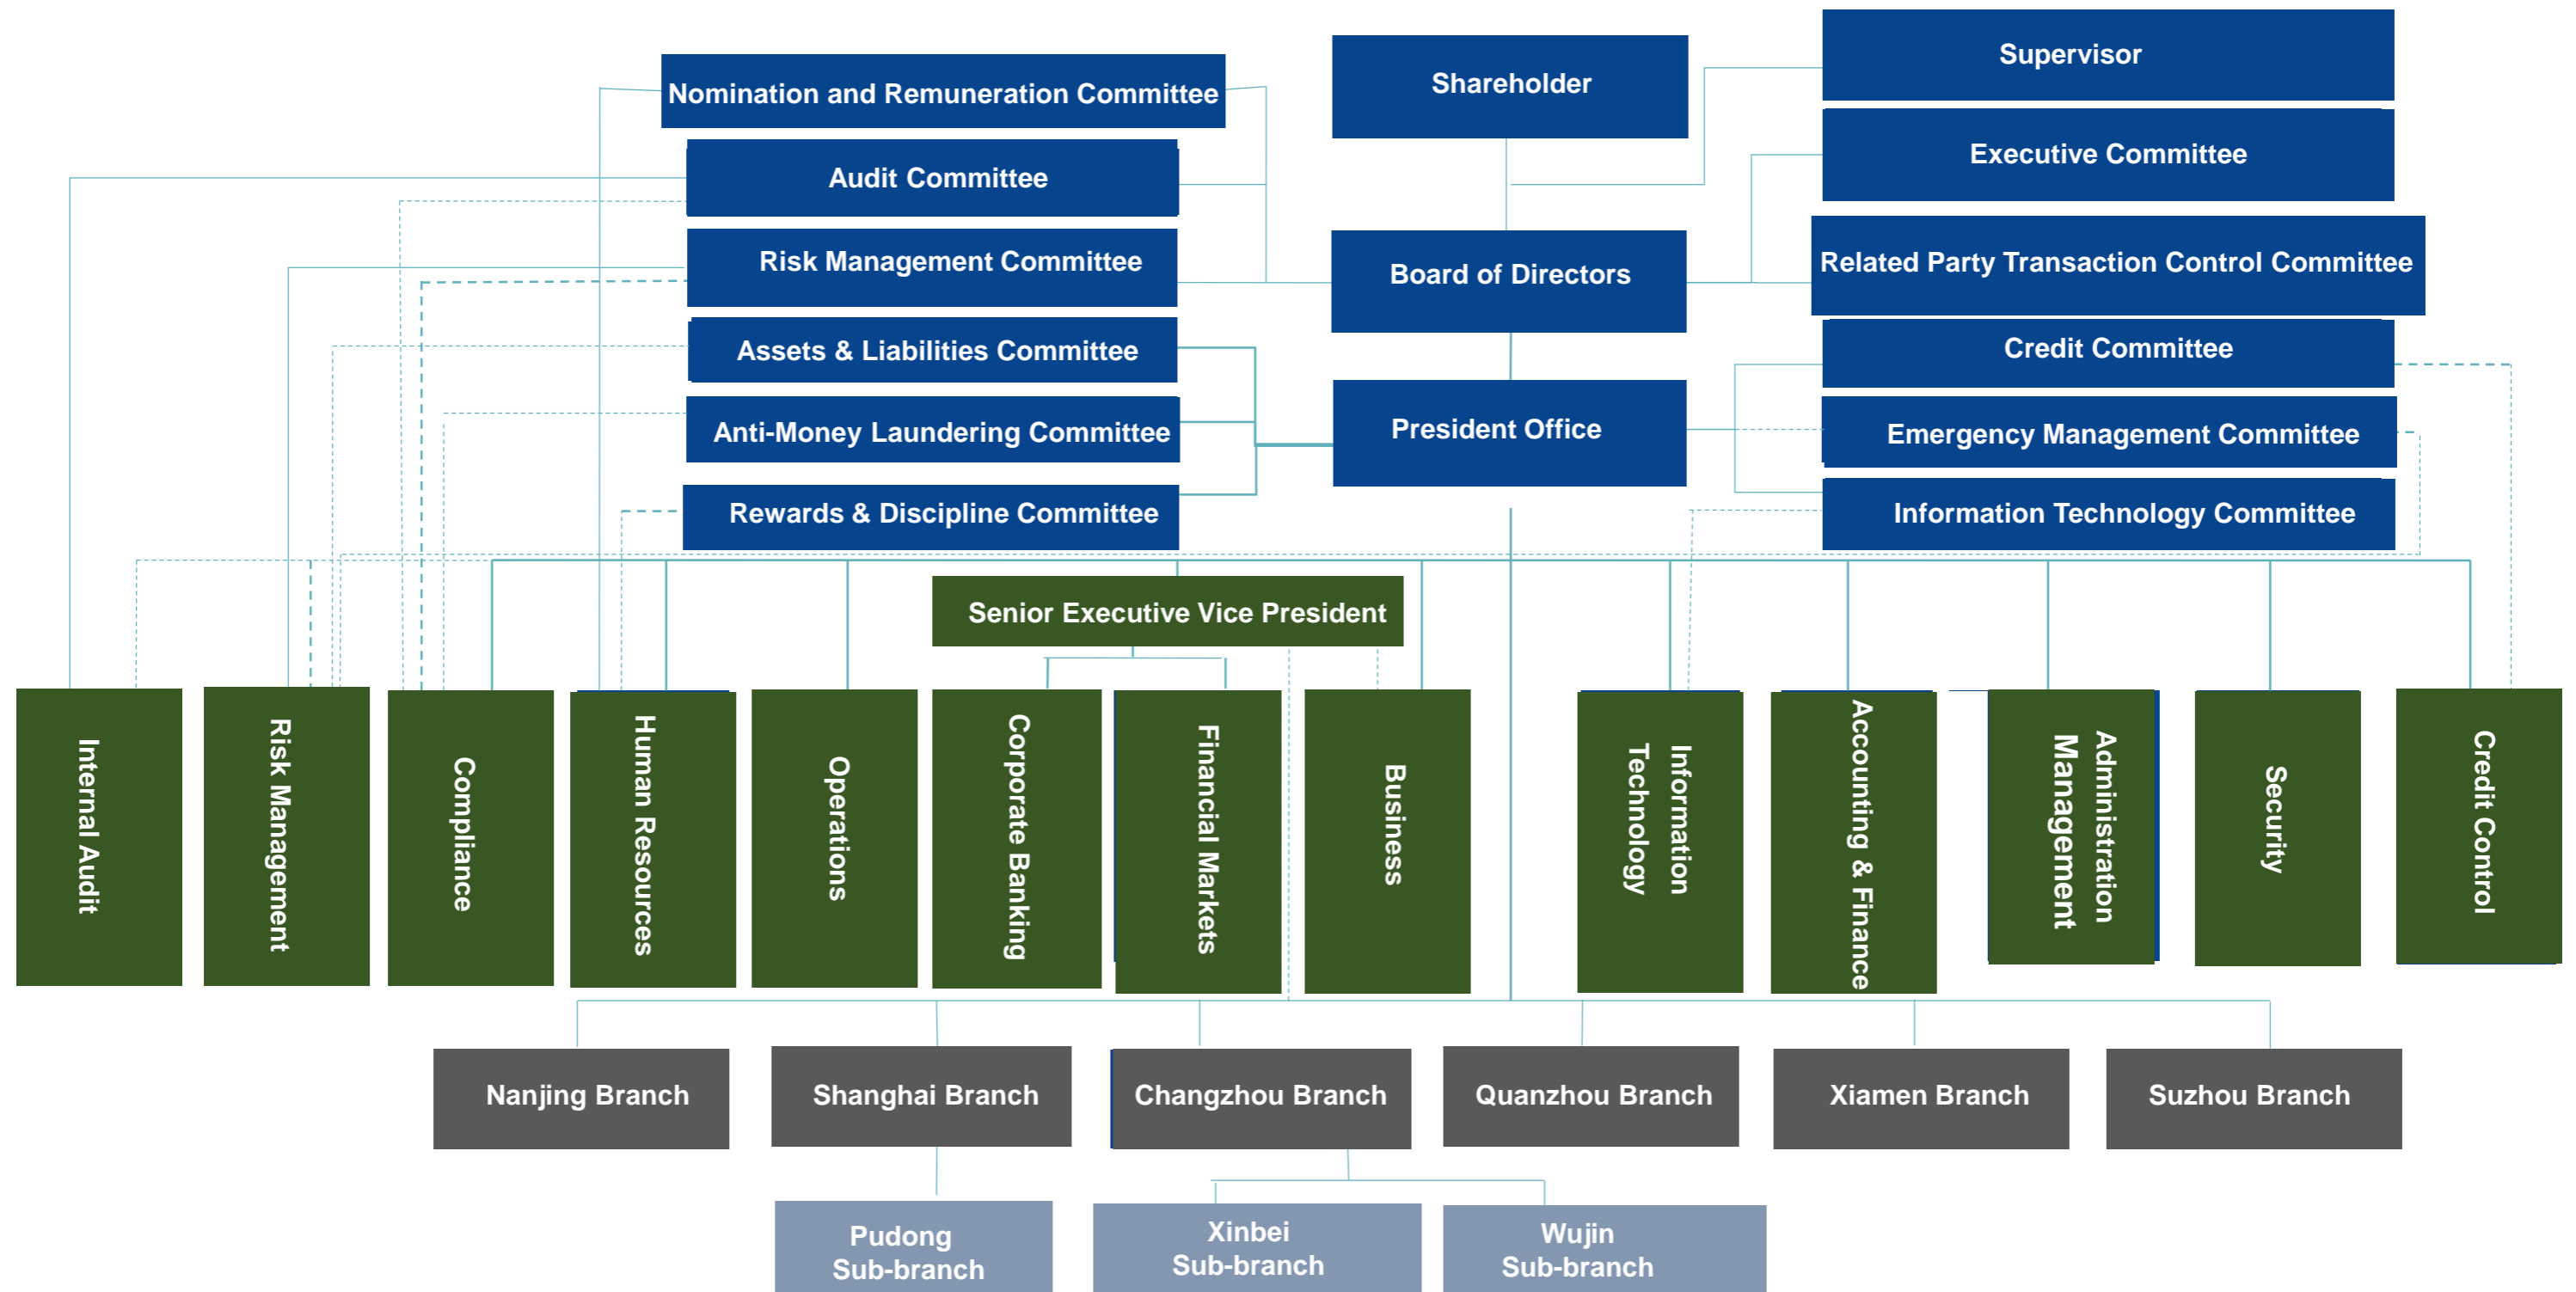 Nomination and Remuneration Committee
Shareholder
Supervisor
Audit Committee
Executive Committee
Risk Management Committee
Board of Directors
Related Party Transaction Control Committee
Assets & Liabilities Committee
Credit Committee
Anti-Money Laundering Committee
President Office
Emergency Management Committee
Rewards & Discipline Committee
Information Technology Committee
Senior Executive Vice President
Internal Audit
Risk Management
Compliance
Human Resources
Operations
Corporate Banking
Financial Markets
Business
Information
Technology
Accounting & Finance
Administration
Management
Security
Credit Control
Nanjing Branch
Shanghai Branch
Changzhou Branch
Quanzhou Branch
Xiamen Branch
Suzhou Branch
Pudong
Sub-branch
Xinbei
Sub-branch
Wujin
Sub-branch